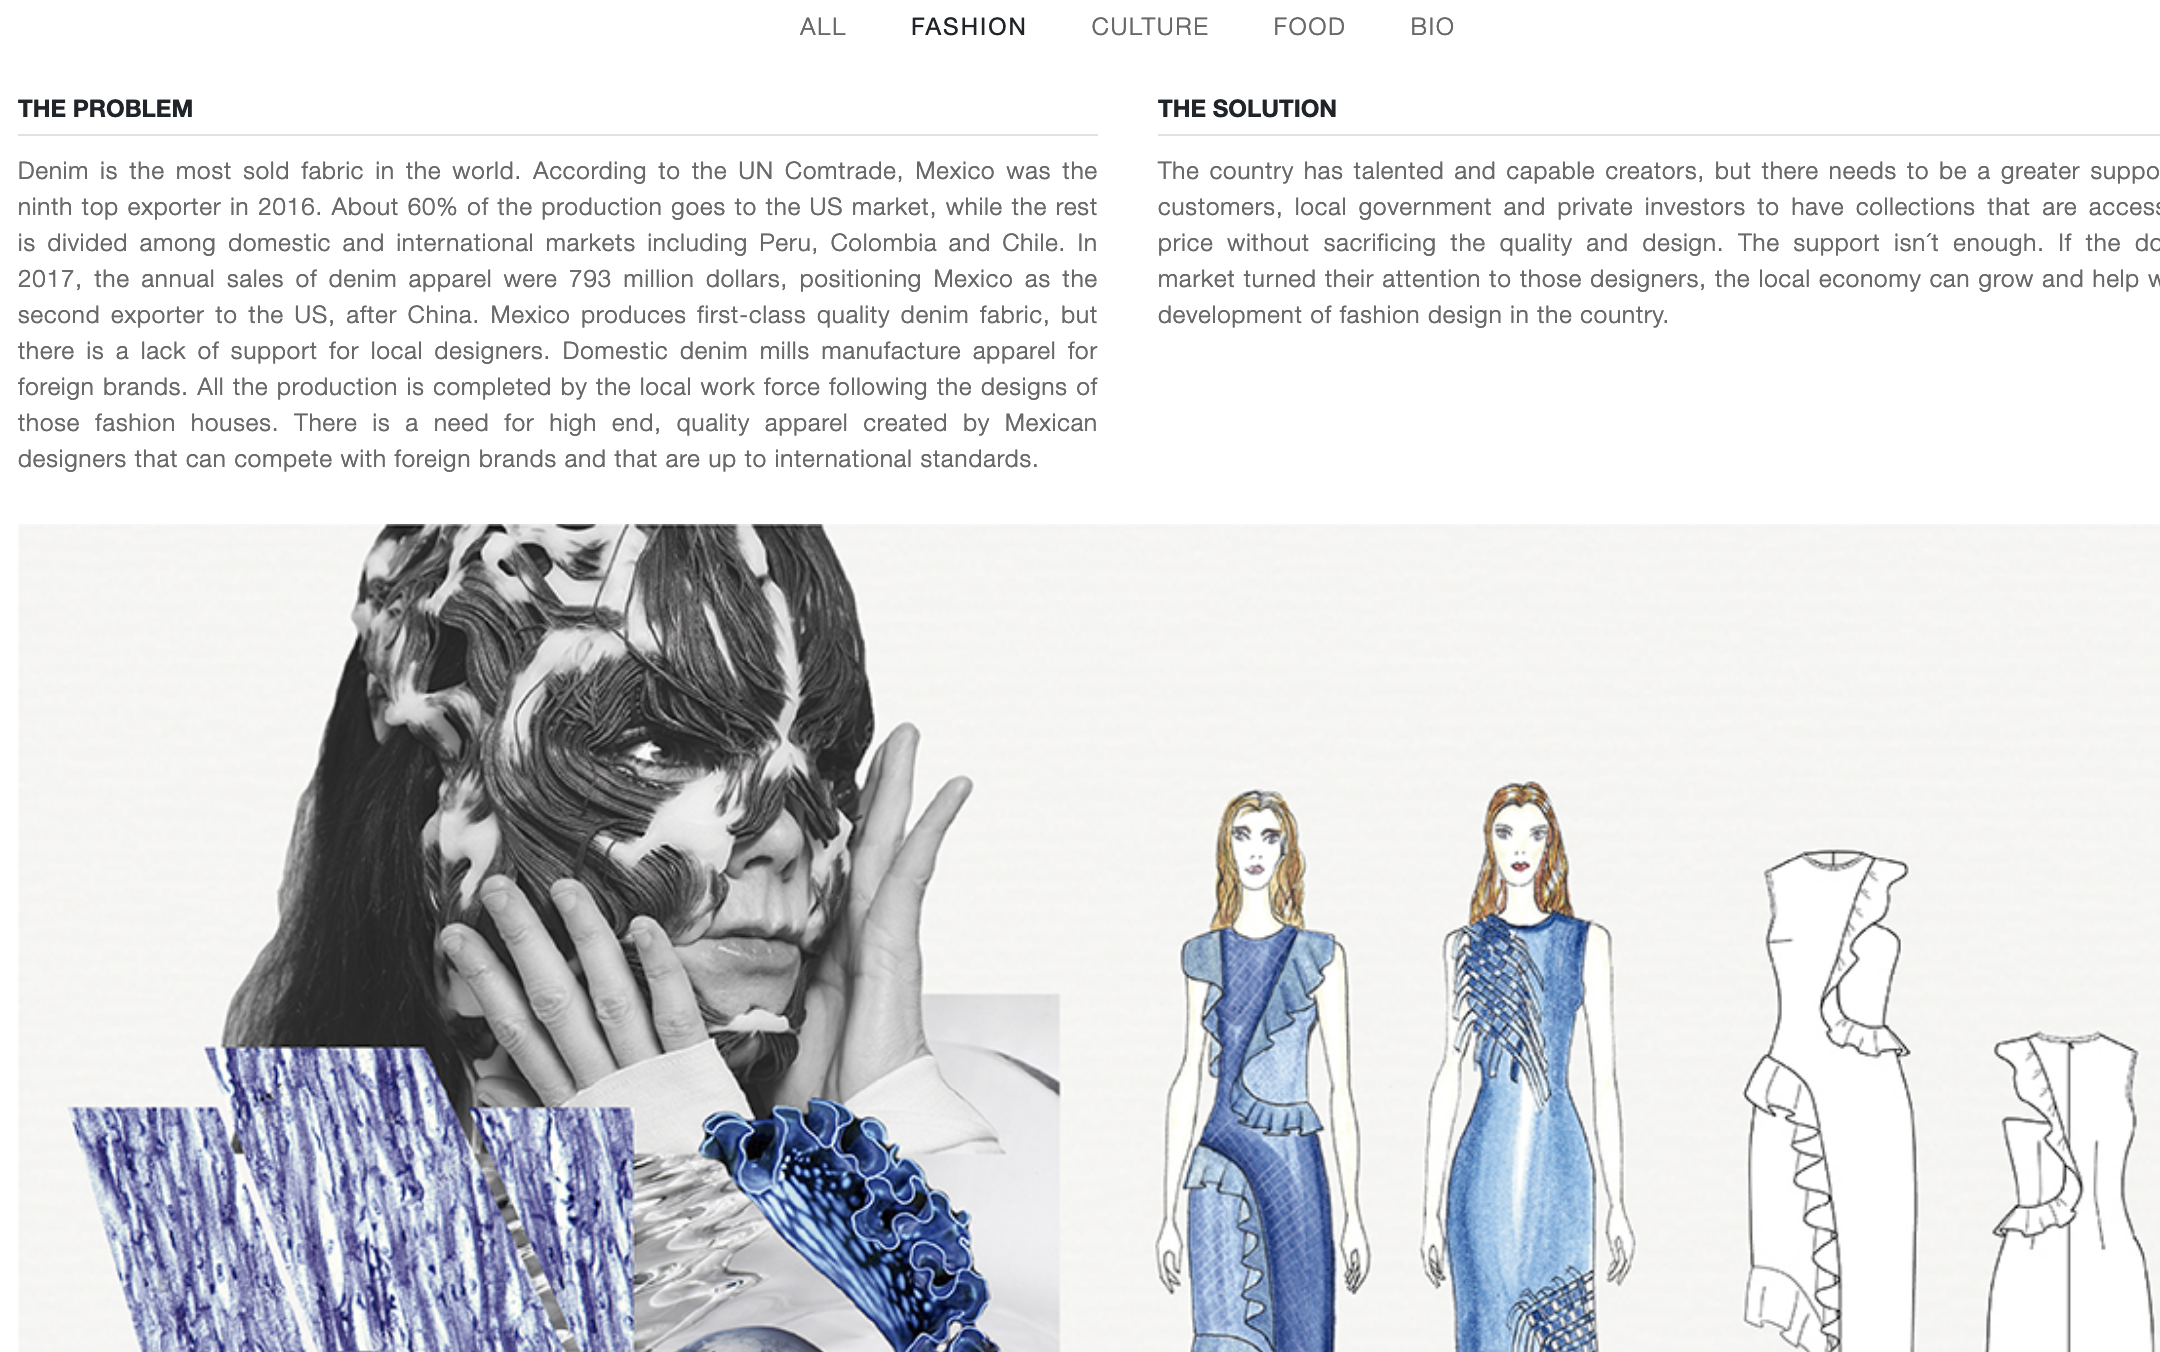 ALL FASHION CULTURE FOOD BIO
THE PROBLEM
Denim is the most sold fabric in the world. According to the UN Comtrade, Mexico was the
ninth top exporter in 2016. About 60% of the production goes to the US market, while the rest
is divided among domestic and international markets including Peru, Colombia and Chile. In
2017, the annual sales of denim apparel were 793 million dollars, positioning Mexico as the
second exporter to the US, after China. Mexico produces first-class quality denim fabric, but
there is a lack of support for local designers. Domestic denim mills manufacture apparel for
foreign brands. All the production is completed by the local work force following the designs of
those fashion houses. There is a need for high end, quality apparel created by Mexican
designers that can compete with foreign brands and that are up to international standards.
THE SOLUTION
The country has talented and capable creators, but there needs to be a greater
customers, local government and private investors to have collections that are
price without sacrificing the quality and design. The support isn´t enough. If the
market turned their attention to those designers, the local economy can grow and help
development of fashion design in the country.